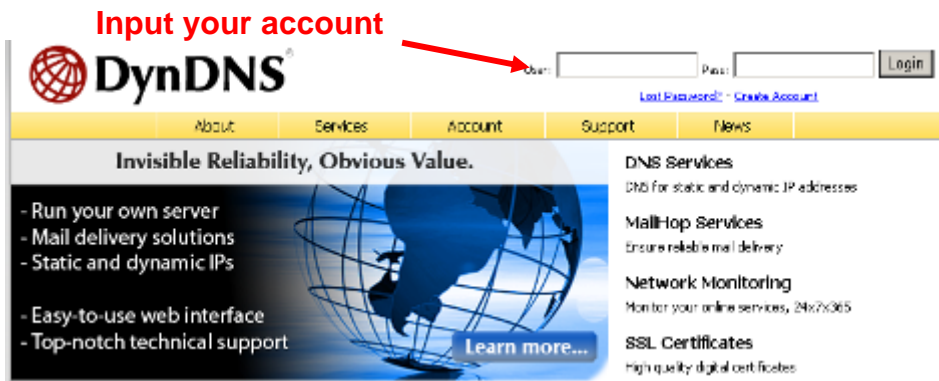 Input your account
DynDNS
User: Pass: Login
Lost Password? - Create Account
About Services Account Support News
Invisible Reliability, Obvious Value.
- Run your own server
- Mail delivery solutions
- Static and dynamic IPs
- Easy-to-use web interface
- Top-notch technical support
Learn more...
DNS Services
DNS for static and dynamic IP addresses
MailHop Services
Ensure reliable mail delivery
Network Monitoring
Monitor your online services, 24x7x365
SSL Certificates
High quality digital certificates